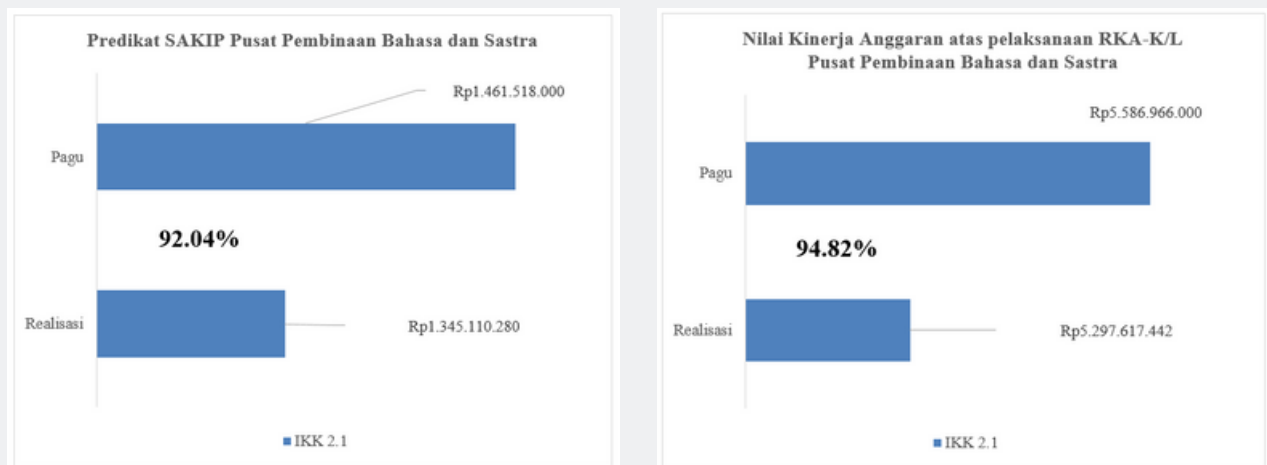 Predikat SAKIP Pusat Pembinaan Bahasa dan Sastra
Rp1.461.518.000
Pagu
92.04%
Realisasi
Rp1.345.110.280
IKK 2.1
Nilai Kinerja Anggaran atas pelaksanaan RKA-K/L
Pusat Pembinaan Bahasa dan Sastra
Rp5.586.966.000
Pagu
94.82%
Realisasi
Rp5.297.617.442
IKK 2.1